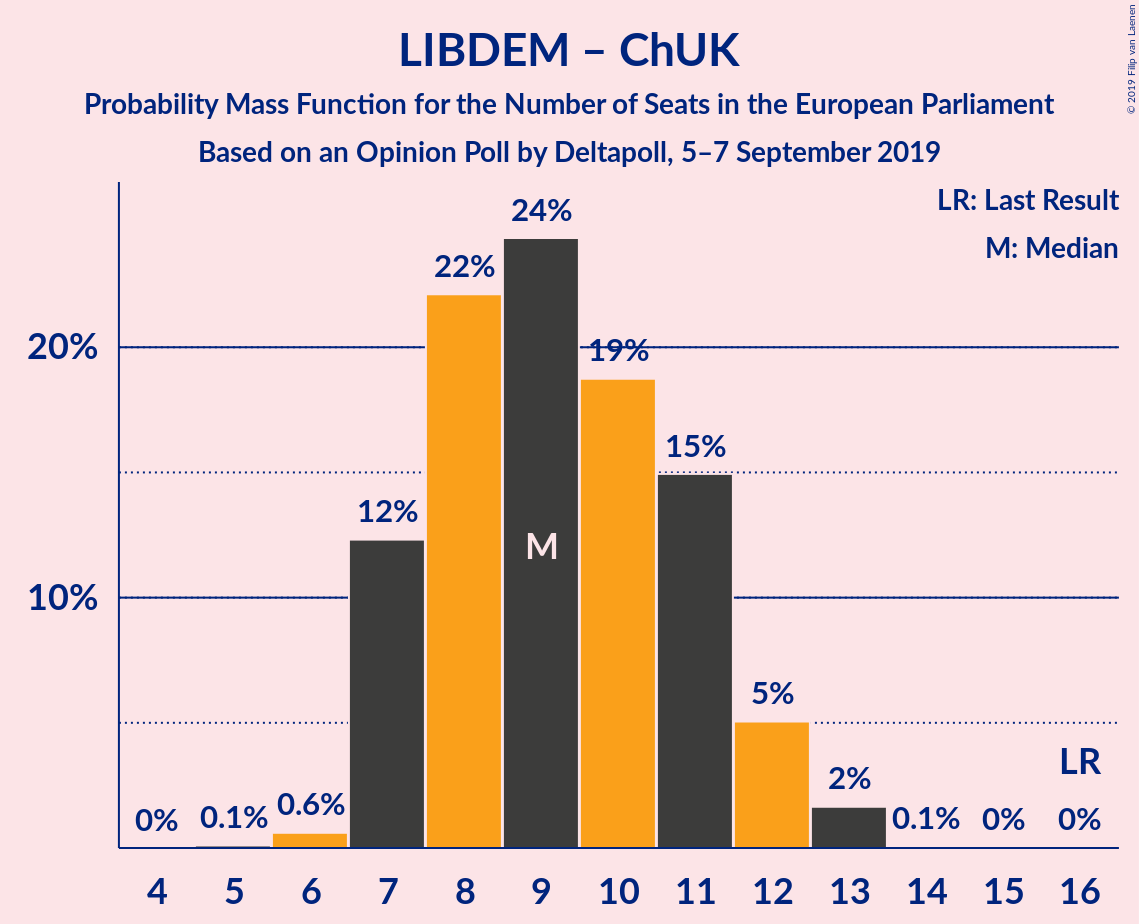 LIBDEM – ChUK
Probability Mass Function for the Number of Seats in the European Parliament
Based on an Opinion Poll by Deltapoll, 5–7 September 2019
© 2019 Filip van Laenen
LR: Last Result
M: Median
20%
10%
0%
0.1%
0.6%
12%
22%
24%
19%
15%
5%
2%
0.1%
0%
0%
M
LR
4 5 6 7 8 9 10 11 12 13 14 15 16